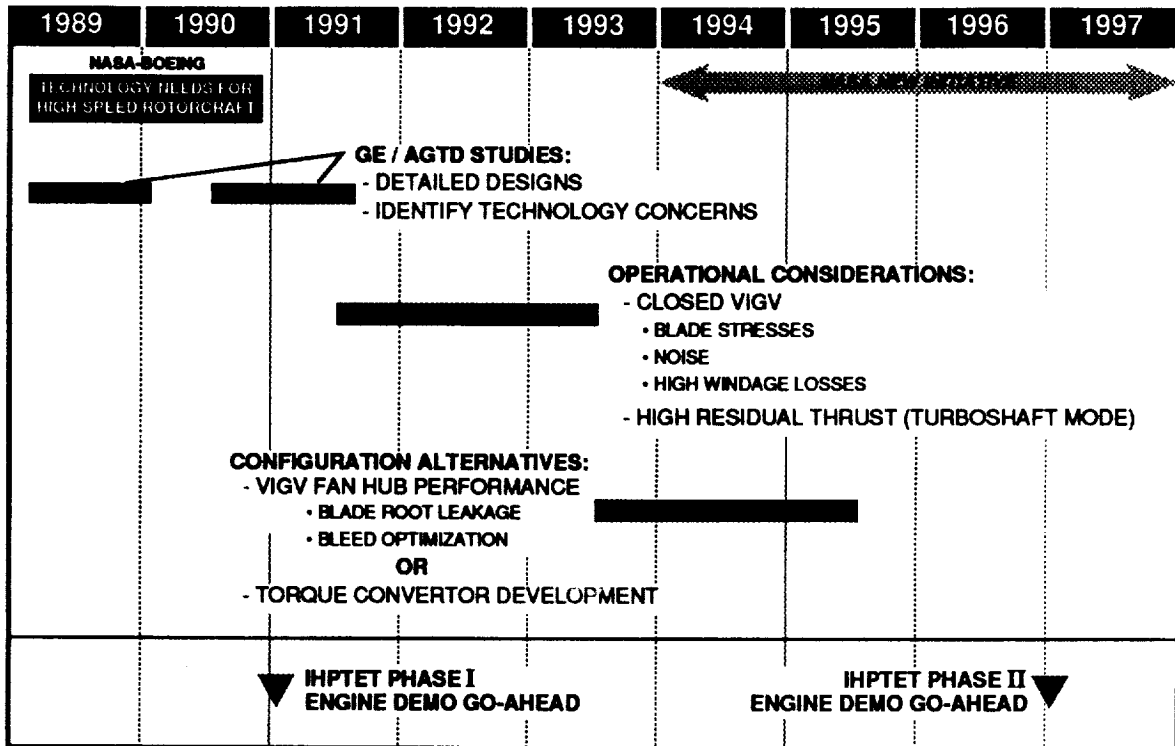 1989 1990 1991 1992 1993 1994 1995 1996 1997
NASA-BOEING
TECHNOLOGY NEEDS FOR
HIGH SPEED ROTORCRAFT
NASA NEW INITIATIVE
GE / AGTD STUDIES:
- DETAILED DESIGNS
- IDENTIFY TECHNOLOGY CONCERNS
OPERATIONAL CONSIDERATIONS:
- CLOSED VIGV
• BLADE STRESSES
• NOISE
• HIGH WINDAGE LOSSES
- HIGH RESIDUAL THRUST (TURBOSHAFT MODE)
CONFIGURATION ALTERNATIVES:
- VIGV FAN HUB PERFORMANCE
• BLADE ROOT LEAKAGE
• BLEED OPTIMIZATION
OR
- TORQUE CONVERTOR DEVELOPMENT
IHPTET PHASE I
ENGINE DEMO GO-AHEAD
IHPTET PHASE II
ENGINE DEMO GO-AHEAD